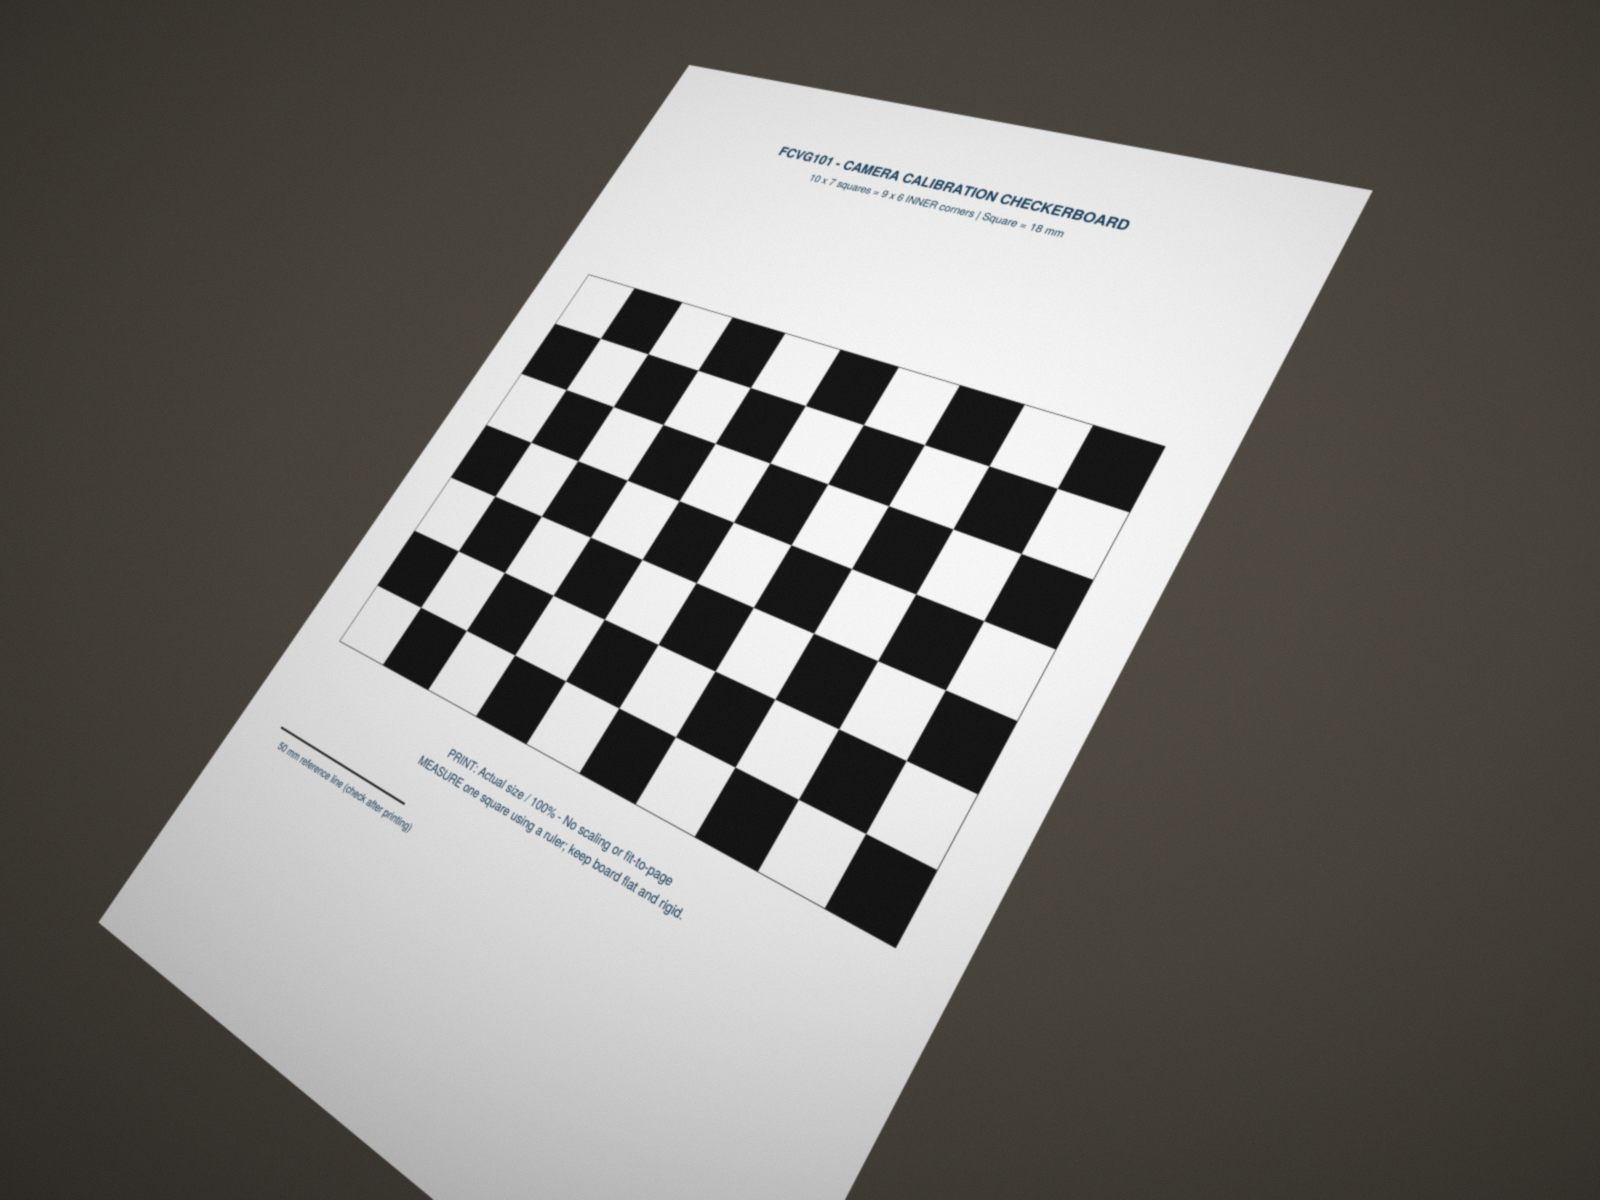 FCVG101 - CAMERA CALIBRATION CHECKERBOARD
10 x 7 squares = 9 x 6 INNER corners | Square = 18 mm
50 mm reference line (check after printing)
PRINT: Actual size / 100% - No scaling or fit-to-page
MEASURE one square using a ruler; keep board flat and rigid.